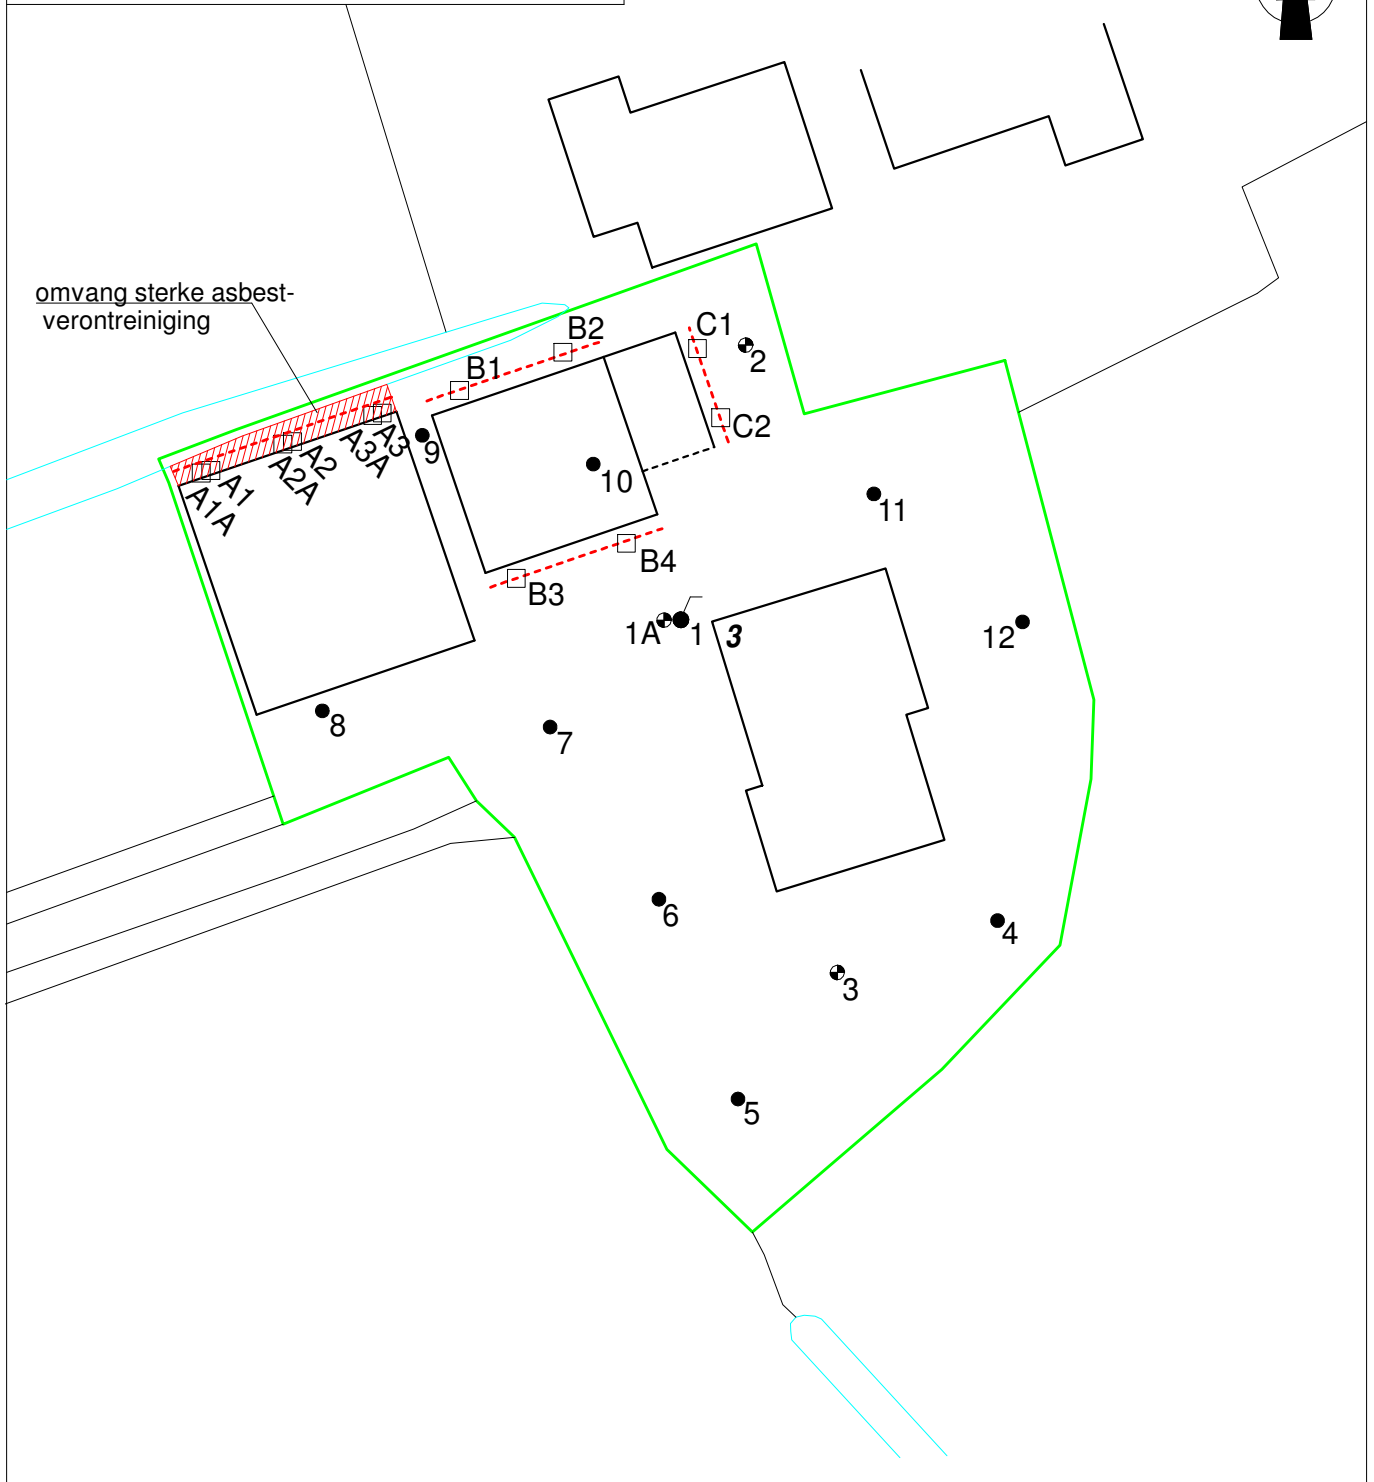 omvang sterke asbest-
verontreiniging
B2
C1
2
B1
C2
A3
A3A
9
A2
A2A
A1
A1A
10
11
B4
B3
1A
1
3
12
8
7
6
4
3
5